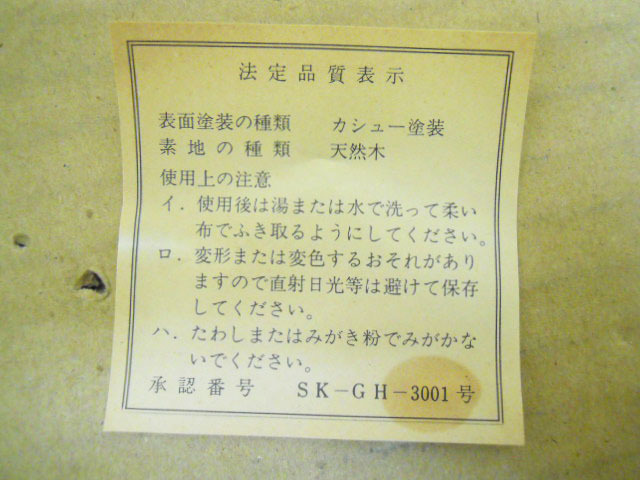 法定品質表示
表面塗装の種類 カシュー塗装
素地の種類 天然木
使用上の注意
イ．使用後は湯または水で洗って柔い
布でふき取るようにしてください。
ロ．変形または変色するおそれがあり
ますので直射日光等は避けて保存
してください。
ハ．たわしまたはみがき粉でみがかな
いでください。
承認番号 SK－GH－3001号